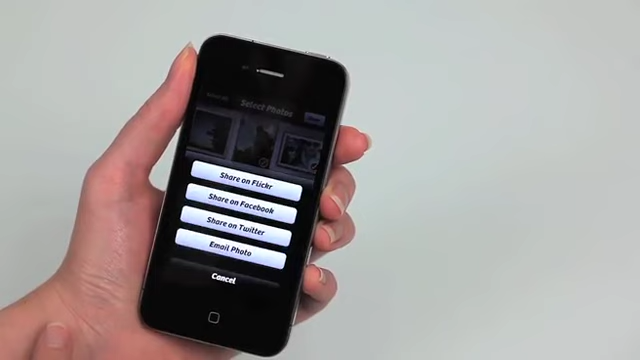 Select Photos
Share on Flickr
Share on Facebook
Share on Twitter
Email Photo
Cancel